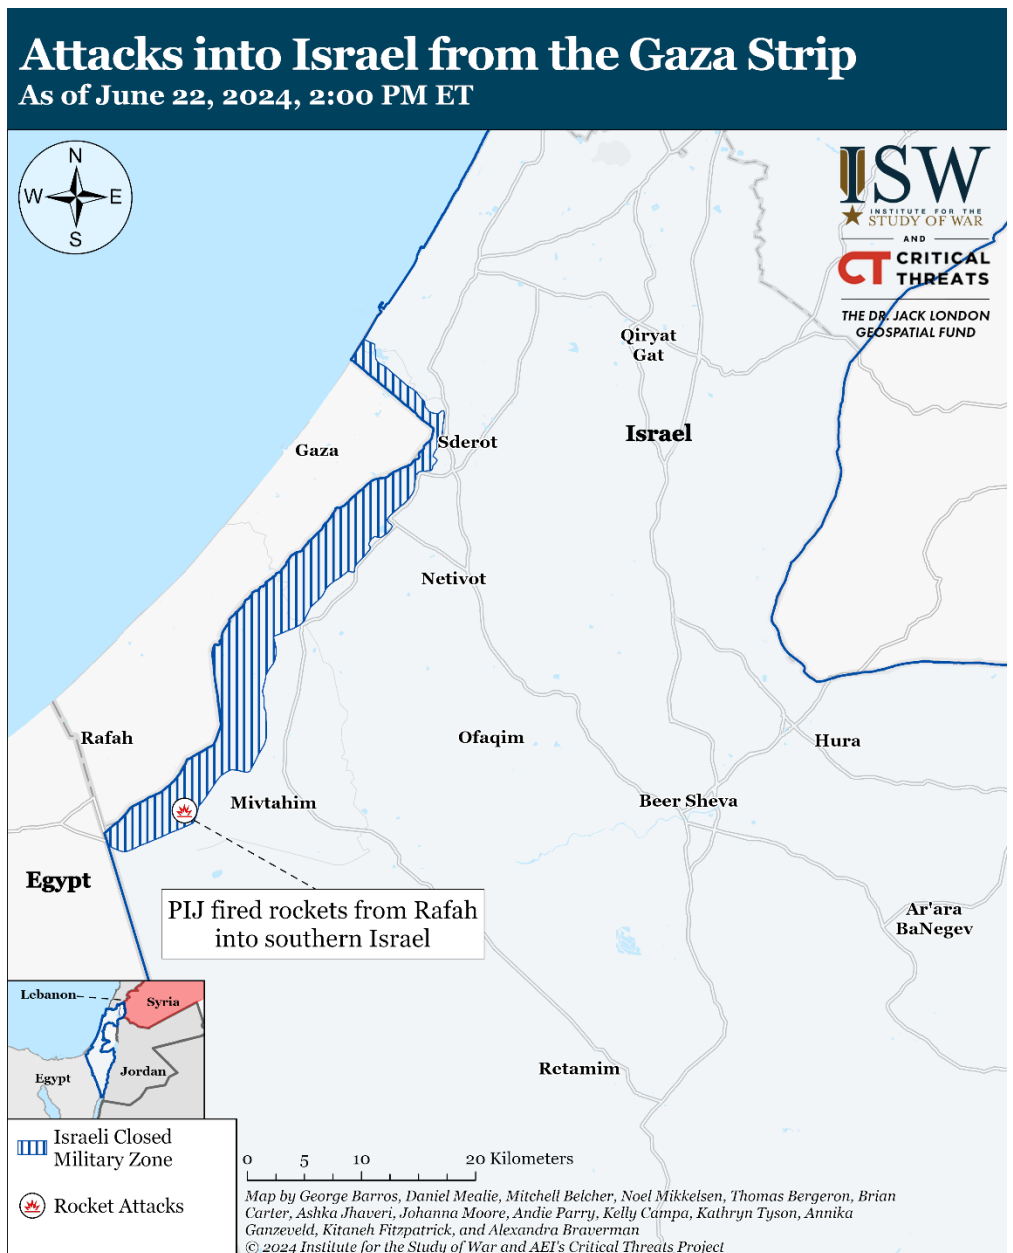 Attacks into Israel from the Gaza Strip
As of June 22, 2024, 2:00 PM ET
N
W
E
S
ISW
INSTITUTE FOR THE
STUDY OF WAR
AND
CT CRITICAL
THREATS
THE DR. JACK LONDON
GEOSPATIAL FUND
Qiryat
Gat
Israel
Gaza
Sderot
Netivot
Rafah
Ofaqim
Hura
Mivtahim
Beer Sheva
Egypt
PIJ fired rockets from Rafah
into southern Israel
Ar'ara
BaNegev
Lebanon
Syria
Egypt
Jordan
Retamim
Israeli Closed
Military Zone
Rocket Attacks
0 5 10 20 Kilometers
Map by George Barros, Daniel Mealie, Mitchell Belcher, Noel Mikkelsen, Thomas Bergeron, Brian
Carter, Ashka Jhaveri, Johanna Moore, Andie Parry, Kelly Campa, Kathryn Tyson, Annika
Ganzeveld, Kitaneh Fitzpatrick, and Alexandra Braverman
© 2024 Institute for the Study of War and AEI's Critical Threats Project